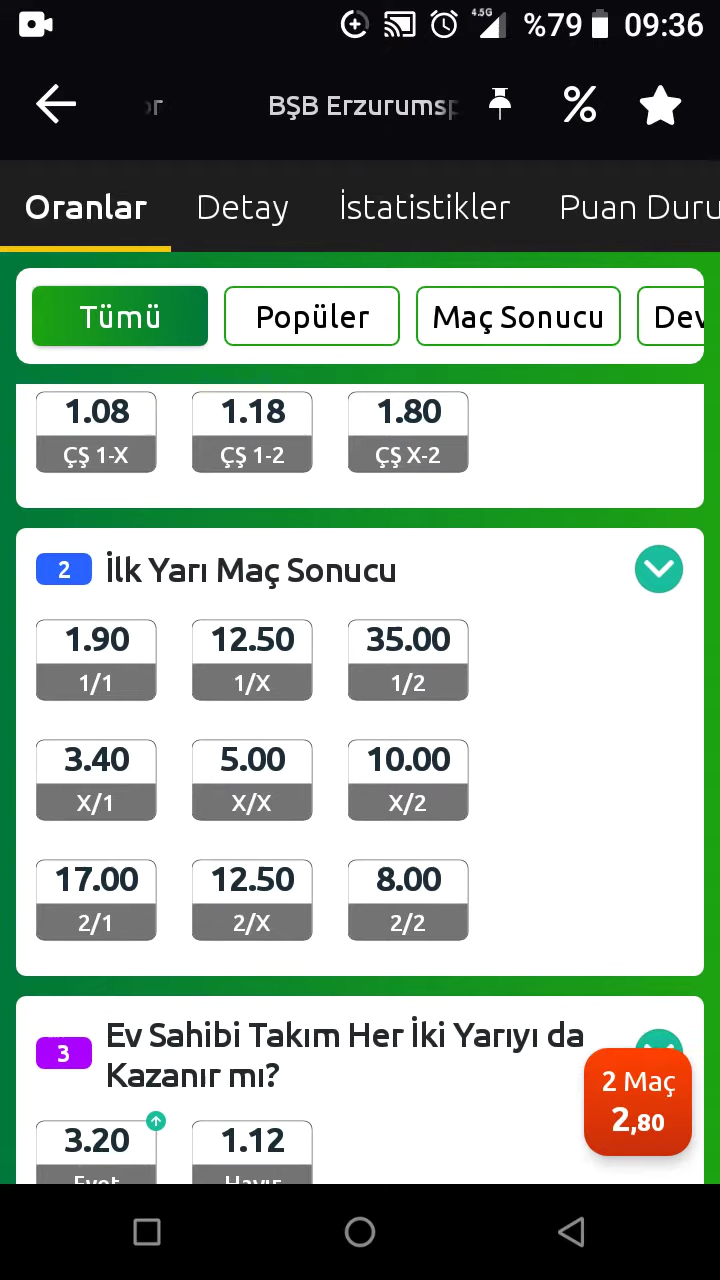 4.5G %79 09:36
BŞB Erzurumsp
Oranlar Detay İstatistikler Puan Duru
Tümü Popüler Maç Sonucu Dev
1.08 1.18 1.80
ÇŞ 1-X ÇŞ 1-2 ÇŞ X-2
2 İlk Yarı Maç Sonucu
1.90 12.50 35.00
1/1 1/X 1/2
3.40 5.00 10.00
X/1 X/X X/2
17.00 12.50 8.00
2/1 2/X 2/2
3 Ev Sahibi Takım Her İki Yarıyı da
Kazanır mı?
2 Maç
2,80
3.20 1.12
Evet Hayır